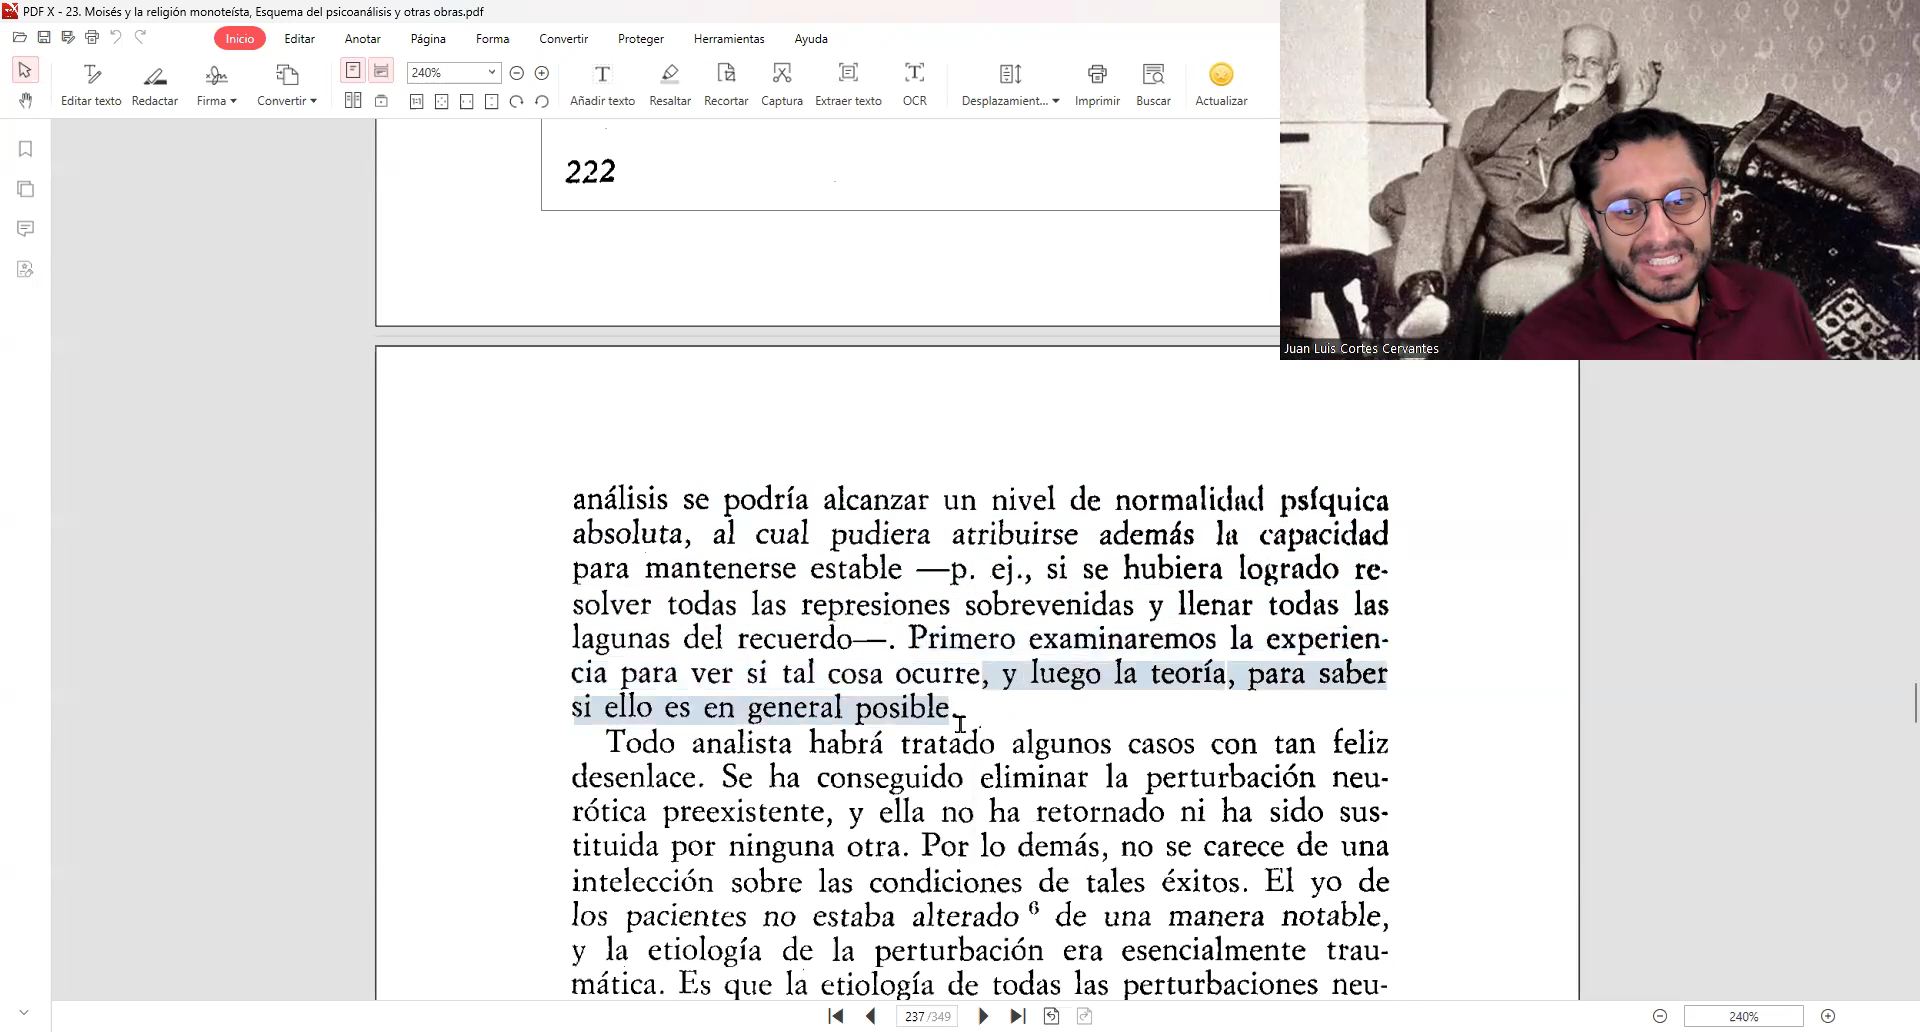 PDF X - 23. Moisés y la religión monoteísta, Esquema del psicoanálisis y otras obras.pdf
Inicio Editar Anotar Página Forma Convertir Proteger Herramientas Ayuda
240%
Editar texto Redactar Firma Convertir Añadir texto Resaltar Recortar Captura Extraer texto OCR Desplazamient... Imprimir Buscar Actualizar
222
Juan Luis Cortes Cervantes
análisis se podría alcanzar un nivel de normalidad psíquica
absoluta, al cual pudiera atribuirse además la capacidad
para mantenerse estable —p. ej., si se hubiera logrado re-
solver todas las represiones sobrevenidas y llenar todas las
lagunas del recuerdo—. Primero examinaremos la experien-
cia para ver si tal cosa ocurre, y luego la teoría, para saber
si ello es en general posible.
Todo analista habrá tratado algunos casos con tan feliz
desenlace. Se ha conseguido eliminar la perturbación neu-
rótica preexistente, y ella no ha retornado ni ha sido sus-
tituida por ninguna otra. Por lo demás, no se carece de una
intelección sobre las condiciones de tales éxitos. El yo de
los pacientes no estaba alterado 6 de una manera notable,
y la etiología de la perturbación era esencialmente trau-
mática. Es que la etiología de todas las perturbaciones neu-
237 /349
240%